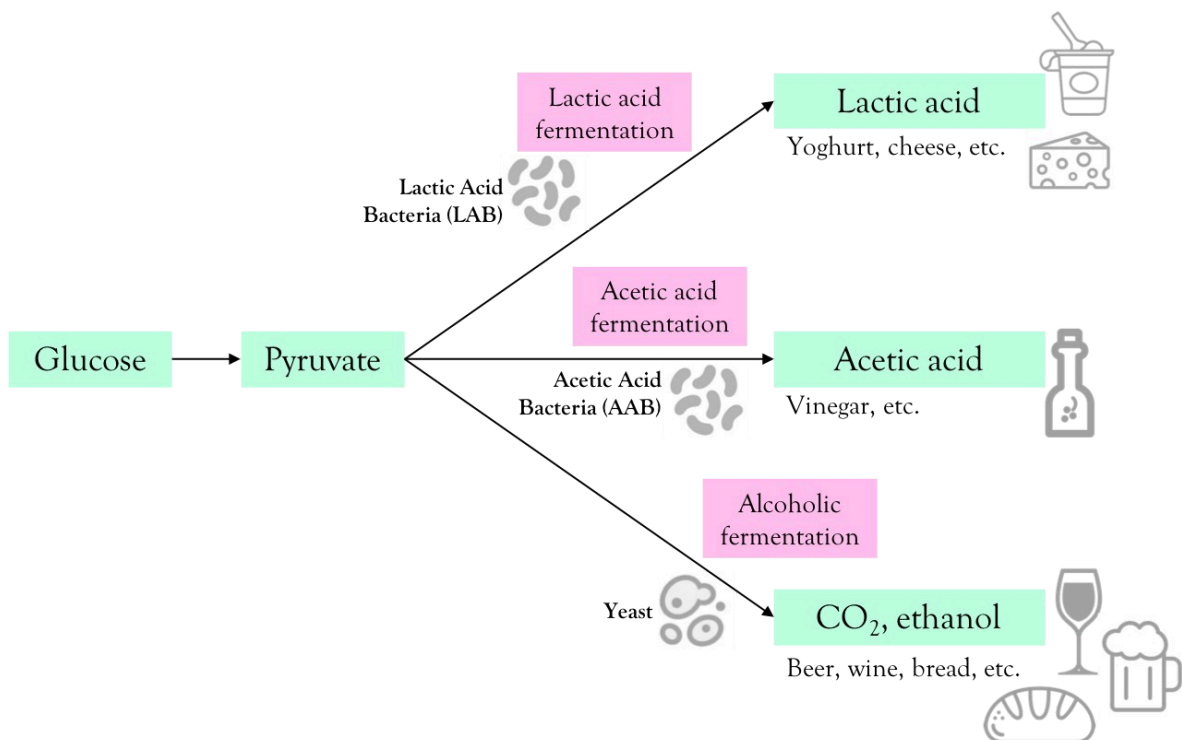 Lactic acid
fermentation
Lactic acid
Yoghurt, cheese, etc.
Lactic Acid
Bacteria (LAB)
Acetic acid
fermentation
Glucose
Pyruvate
Acetic acid
Acetic Acid
Bacteria (AAB)
Vinegar, etc.
Alcoholic
fermentation
Yeast
CO₂, ethanol
Beer, wine, bread, etc.